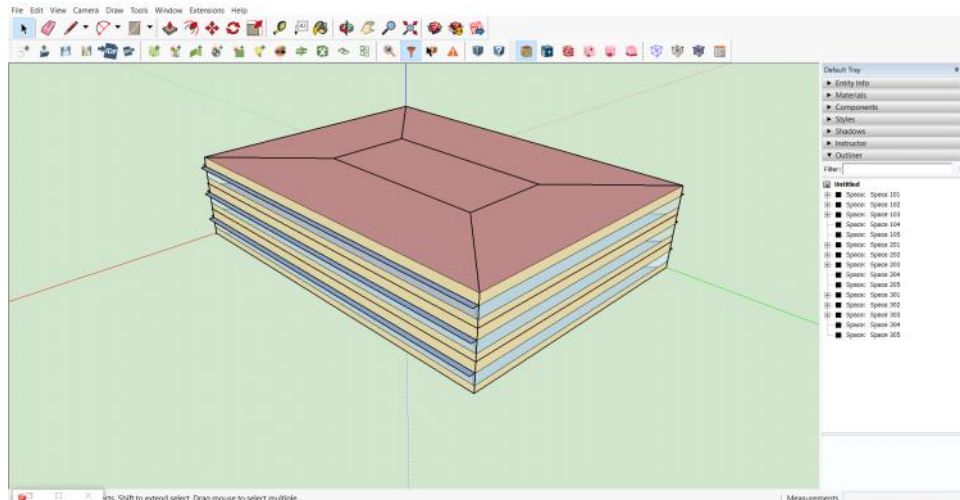 File Edit View Camera Draw Tools Window Extensions Help
Default Tray
Entity Info
Materials
Components
Styles
Shadows
Instructor
Outliner
Filter:
Untitled
Space: Space 101
Space: Space 102
Space: Space 103
Space: Space 104
Space: Space 105
Space: Space 201
Space: Space 202
Space: Space 203
Space: Space 204
Space: Space 205
Space: Space 301
Space: Space 302
Space: Space 303
Space: Space 304
Space: Space 305
Shift to extend select. Drag mouse to select multiple.
Measurements